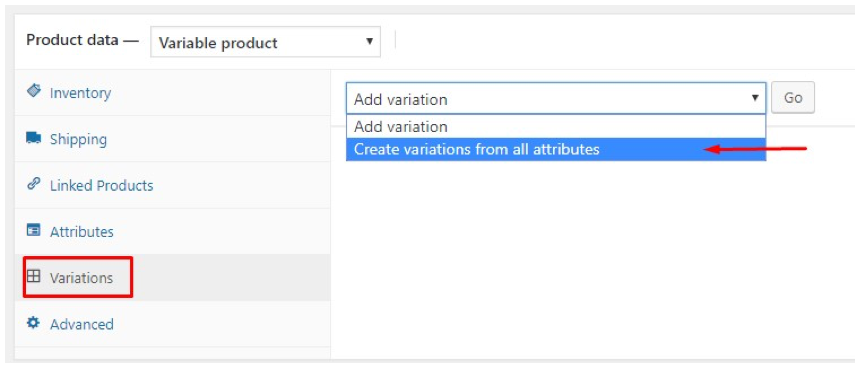 Product data — Variable product
Inventory
Shipping
Linked Products
Attributes
Variations
Advanced
Add variation
Go
Add variation
Create variations from all attributes